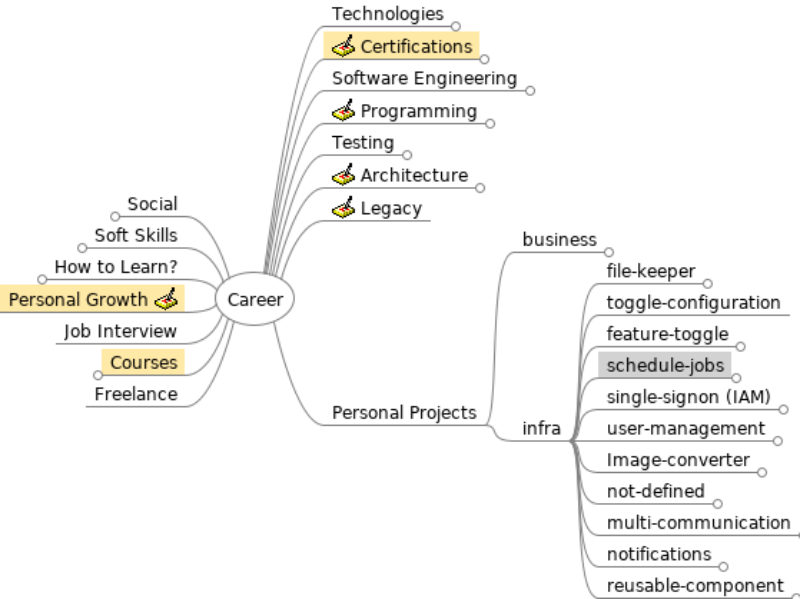 Technologies
Certifications
Software Engineering
Programming
Testing
Architecture
Legacy
Social
Soft Skills
How to Learn?
Personal Growth
Job Interview
Courses
Freelance
Career
Personal Projects
business
infra
file-keeper
toggle-configuration
feature-toggle
schedule-jobs
single-signon (IAM)
user-management
Image-converter
not-defined
multi-communication
notifications
reusable-component